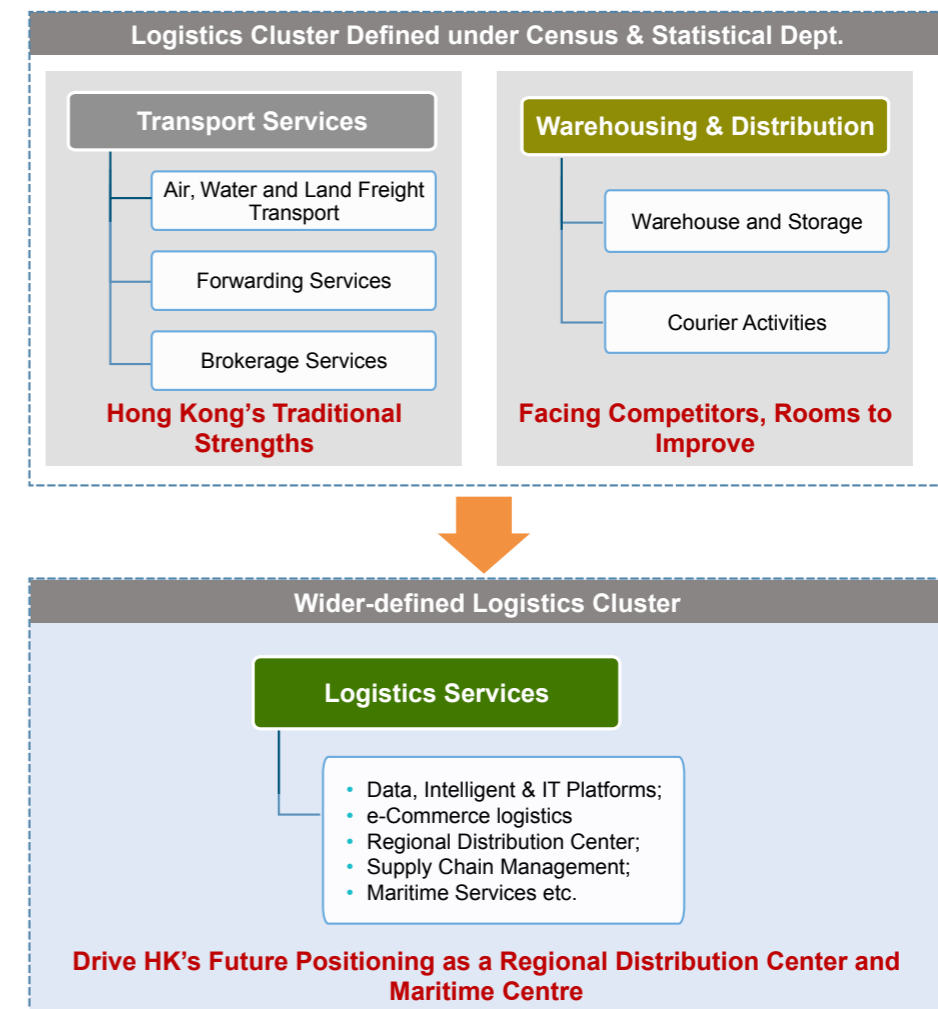 Logistics Cluster Defined under Census & Statistical Dept.
Transport Services
Air, Water and Land Freight
Transport
Forwarding Services
Brokerage Services
Hong Kong’s Traditional
Strengths
Warehousing & Distribution
Warehouse and Storage
Courier Activities
Facing Competitors, Rooms to
Improve
Wider-defined Logistics Cluster
Logistics Services
• Data, Intelligent & IT Platforms;
• e-Commerce logistics
• Regional Distribution Center;
• Supply Chain Management;
• Maritime Services etc.
Drive HK’s Future Positioning as a Regional Distribution Center and
Maritime Centre